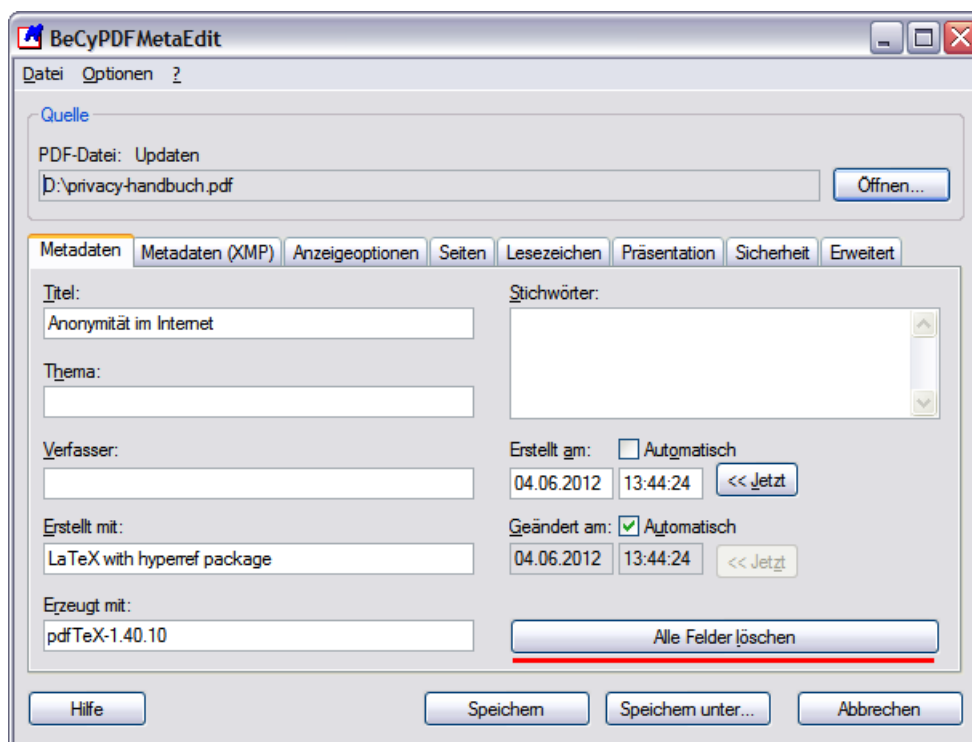 BeCyPDFMetaEdit
Datei Optionen ?
Quelle
PDF-Datei: Updaten
D:\privacy-handbuch.pdf
Öffnen...
Metadaten Metadaten (XMP) Anzeigeoptionen Seiten Lesezeichen Präsentation Sicherheit Erweitert
Titel: Stichwörter:
Anonymität im Internet
Thema:
Verfasser: Erstellt am: Automatisch
04.06.2012 13:44:24 << Jetzt
Erstellt mit: Geändert am: Automatisch
LaTeX with hyperref package 04.06.2012 13:44:24 << Jetzt
Erzeugt mit:
pdfTeX-1.40.10 Alle Felder löschen
Hilfe Speichern Speichern unter... Abbrechen